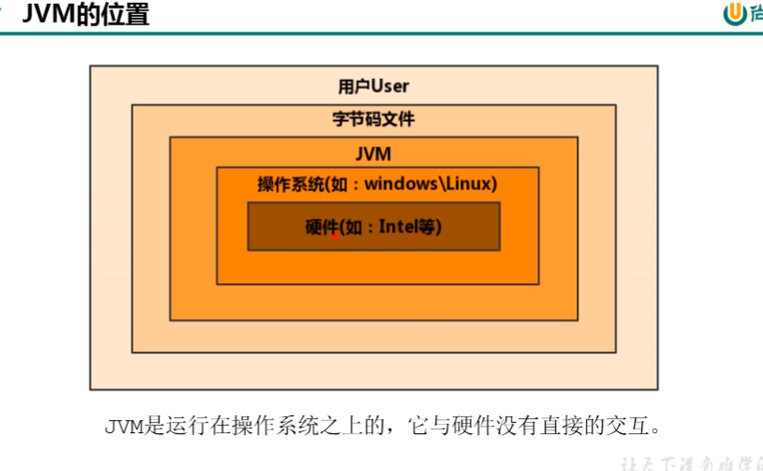 JVM的位置
尚
用户User
字节码文件
JVM
操作系统(如：windows\Linux)
硬件(如：Intel等)
JVM是运行在操作系统之上的，它与硬件没有直接的交互。
让天下没有难学的